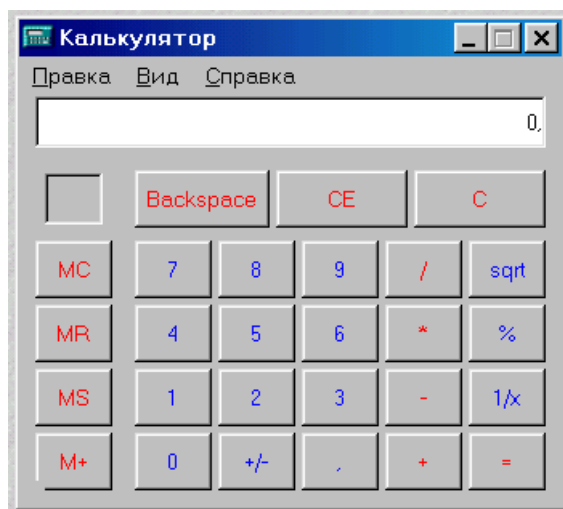 Калькулятор
Правка Вид Справка
0,
Backspace CE C
MC 7 8 9 / sqrt
MR 4 5 6 * %
MS 1 2 3 - 1/x
M+ 0 +/- , + =